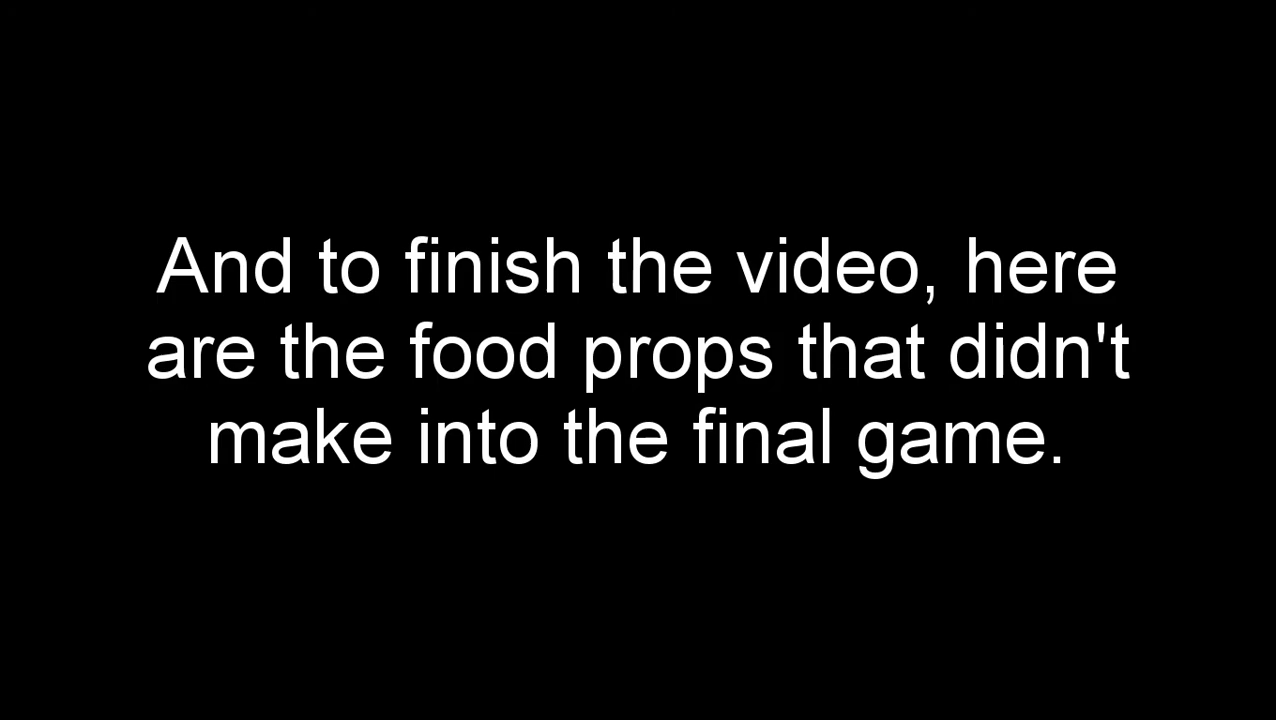 And to finish the video, here
are the food props that didn't
make into the final game.